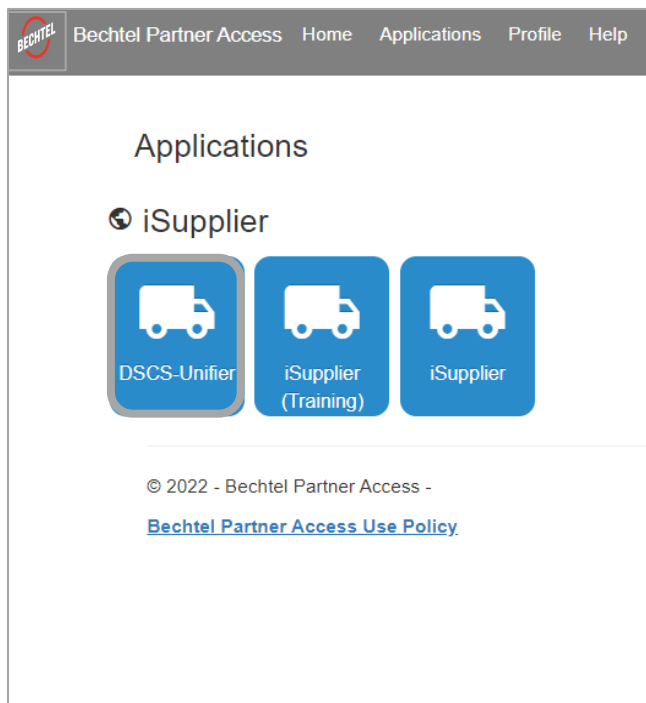 BECHTEL
Bechtel Partner Access Home Applications Profile Help
Applications
iSupplier
DSCS-Unifier
iSupplier
(Training)
iSupplier
© 2022 - Bechtel Partner Access -
Bechtel Partner Access Use Policy